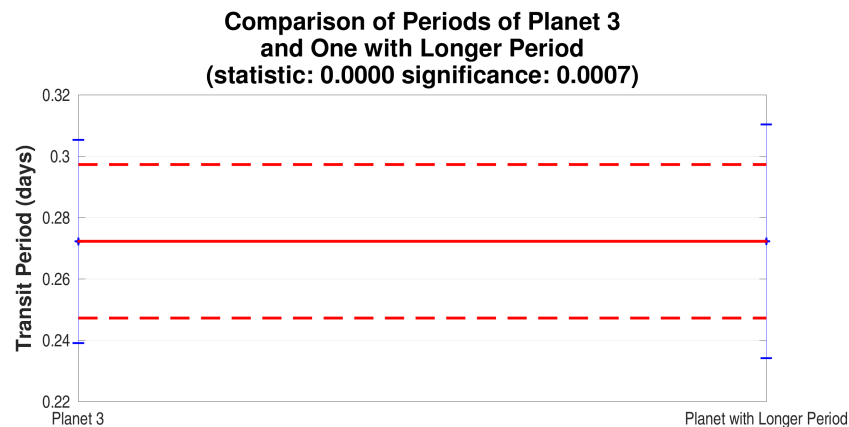 Comparison of Periods of Planet 3
and One with Longer Period
(statistic: 0.0000 significance: 0.0007)
Transit Period (days)
0.32
0.3
0.28
0.26
0.24
0.22
Planet 3
Planet with Longer Period